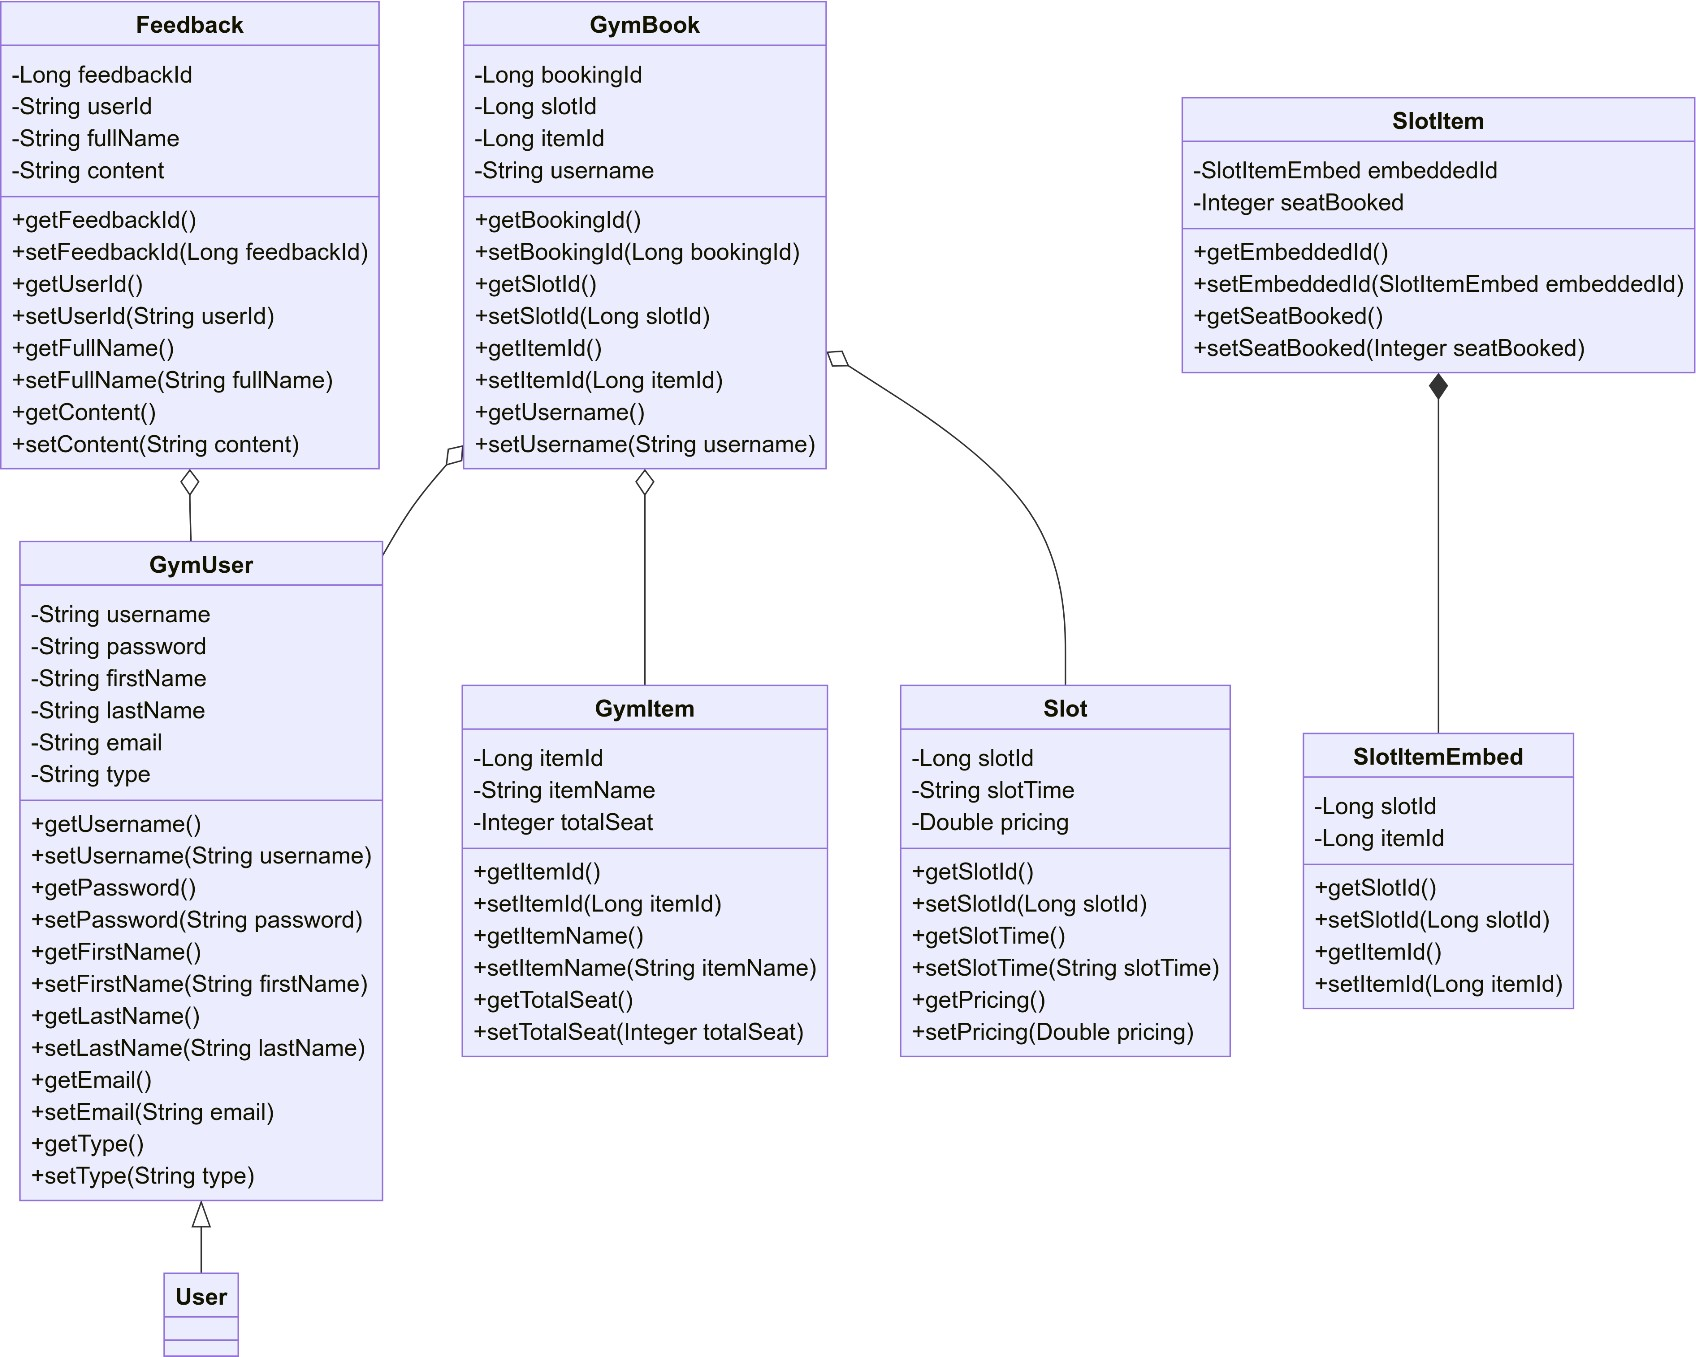 Feedback
-Long feedbackId
-String userId
-String fullName
-String content
+getFeedbackId()
+setFeedbackId(Long feedbackId)
+getUserId()
+setUserId(String userId)
+getFullName()
+setFullName(String fullName)
+getContent()
+setContent(String content)
GymBook
-Long bookingId
-Long slotId
-Long itemId
-String username
+getBookingId()
+setBookingId(Long bookingId)
+getSlotId()
+setSlotId(Long slotId)
+getItemId()
+setItemId(Long itemId)
+getUsername()
+setUsername(String username)
SlotItem
-SlotItemEmbed embeddedId
-Integer seatBooked
+getEmbeddedId()
+setEmbeddedId(SlotItemEmbed embeddedId)
+getSeatBooked()
+setSeatBooked(Integer seatBooked)
GymUser
-String username
-String password
-String firstName
-String lastName
-String email
-String type
+getUsername()
+setUsername(String username)
+getPassword()
+setPassword(String password)
+getFirstName()
+setFirstName(String firstName)
+getLastName()
+setLastName(String lastName)
+getEmail()
+setEmail(String email)
+getType()
+setType(String type)
GymItem
-Long itemId
-String itemName
-Integer totalSeat
+getItemId()
+setItemId(Long itemId)
+getItemName()
+setItemName(String itemName)
+getTotalSeat()
+setTotalSeat(Integer totalSeat)
Slot
-Long slotId
-String slotTime
-Double pricing
+getSlotId()
+setSlotId(Long slotId)
+getSlotTime()
+setSlotTime(String slotTime)
+getPricing()
+setPricing(Double pricing)
SlotItemEmbed
-Long slotId
-Long itemId
+getSlotId()
+setSlotId(Long slotId)
+getItemId()
+setItemId(Long itemId)
User